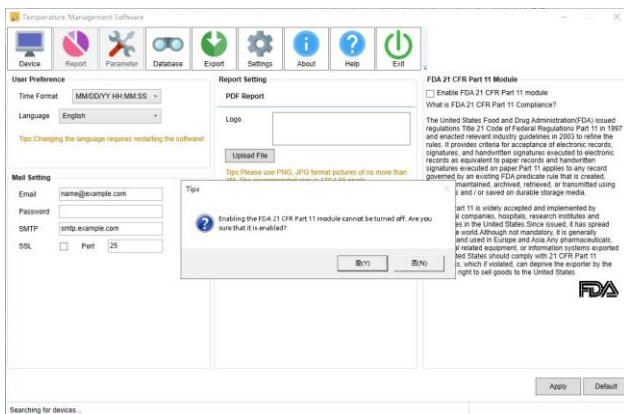 Temperature Management Software
Device
Report
Parameter
Database
Export
Settings
About
Help
Exit
User Preference
Time Format
MM/DD/YY HH:MM:SS
Language
English
Tips:Changing the language requires restarting the software!
Mail Setting
Email
name@example.com
Password
SMTP
smtp.example.com
SSL
Port
25
Report Setting
PDF Report
Logo
Upload File
Tips:Please use PNG, JPG format pictures of no more than
Tips
Enabling the FDA 21 CFR Part 11 module cannot be turned off. Are you
sure that it is enabled?
是(Y)
否(N)
FDA 21 CFR Part 11 Module
Enable FDA 21 CFR Part 11 module
What is FDA 21 CFR Part 11 Compliance?
The United States Food and Drug Administration(FDA) issued
regulations Title 21 Code of Federal Regulations Part 11 in 1997
and enacted relevant industry guidelines in 2003 to refine the
rules. It provides criteria for acceptance of electronic records,
signatures, and handwritten signatures executed to electronic
records as equivalent to paper records and handwritten
signatures executed on paper.Part 11 applies to any record
governed by an existing FDA predicate rule that is created,
maintained, archived, retrieved, or transmitted using
and / or saved on durable storage media.
11 is widely accepted and implemented by
companies, hospitals, research institutes and
in the United States.Since issued, it has spread
world.Although not mandatory, it is generally
and used in Europe and Asia.Any pharmaceuticals,
related equipment, or information systems exported
States should comply with 21 CFR Part 11
which if violated, can deprive the exporter by the
right to sell goods to the United States.
FDA
Apply
Default
Searching for devices...